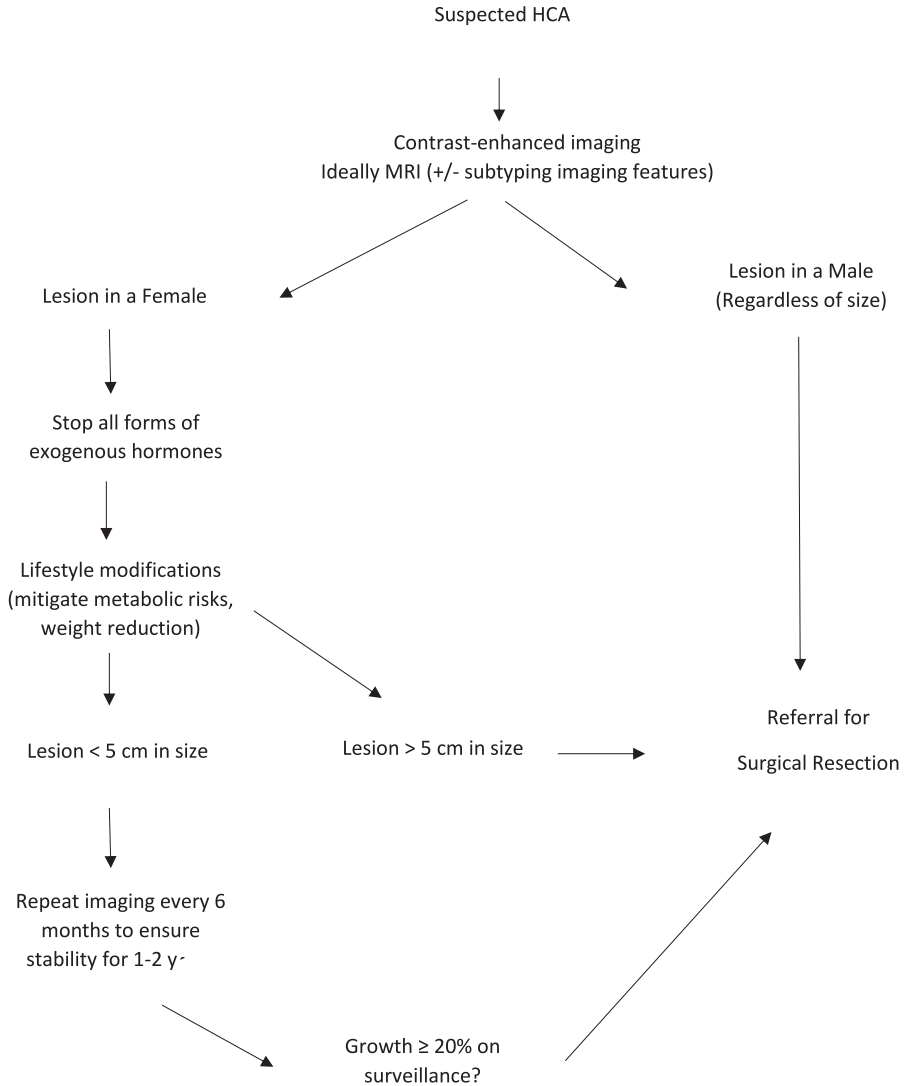 Suspected HCA
Contrast-enhanced imaging
Ideally MRI (+/- subtyping imaging features)
Lesion in a Female
Lesion in a Male
(Regardless of size)
Stop all forms of
exogenous hormones
Lifestyle modifications
(mitigate metabolic risks,
weight reduction)
Lesion < 5 cm in size
Lesion > 5 cm in size
Referral for
Surgical Resection
Repeat imaging every 6
months to ensure
stability for 1-2
Growth ≥ 20% on
surveillance?